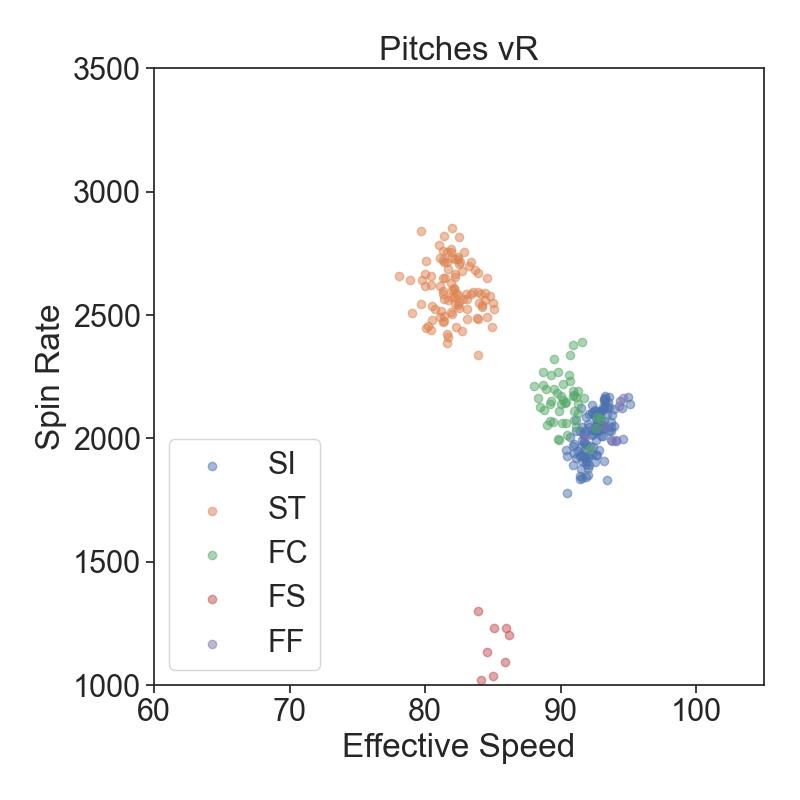 Pitches vR
3500
3000
2500
2000
1500
1000
Spin Rate
SI
ST
FC
FS
FF
60 70 80 90 100
Effective Speed